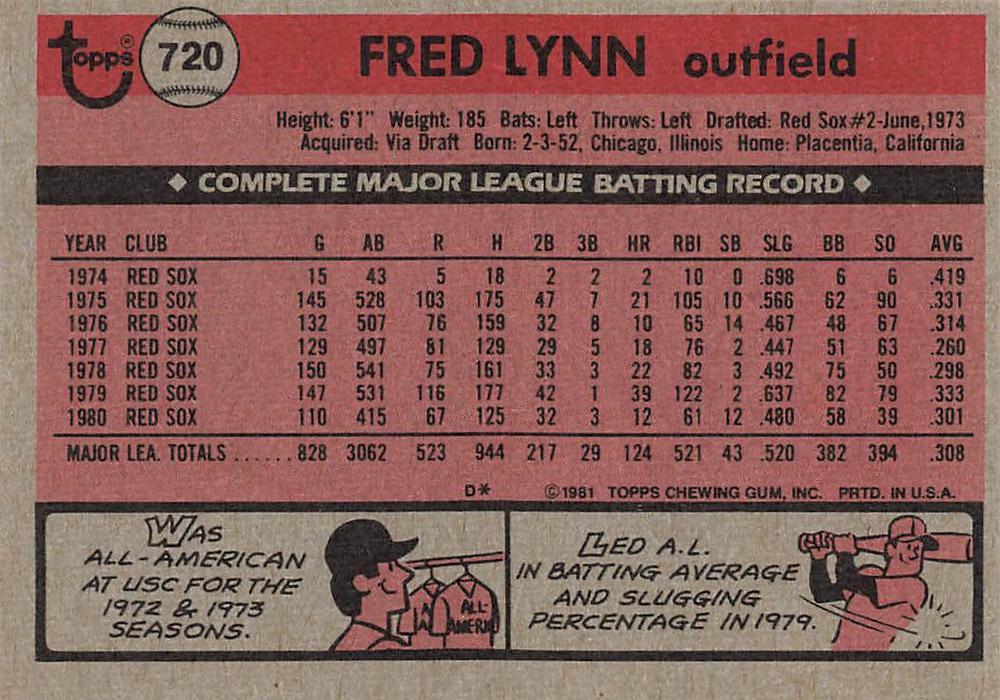 Topps® 720 FRED LYNN outfield
Height: 6'1" Weight: 185 Bats: Left Throws: Left Drafted: Red Sox#2-June,1973
Acquired: Via Draft Born: 2-3-52, Chicago, Illinois Home: Placentia, California
◆ COMPLETE MAJOR LEAGUE BATTING RECORD ◆
YEAR CLUB G AB R H 2B 3B HR RBI SB SLG BB SO AVG
1974 RED SOX 15 43 5 18 2 2 2 10 0 .698 6 6 .419
1975 RED SOX 145 528 103 175 47 7 21 105 10 .566 62 90 .331
1976 RED SOX 132 507 76 159 32 8 10 65 14 .467 48 67 .314
1977 RED SOX 129 497 81 129 29 5 18 76 2 .447 51 63 .260
1978 RED SOX 150 541 75 161 33 3 22 82 3 .492 75 50 .298
1979 RED SOX 147 531 116 177 42 1 39 122 2 .637 82 79 .333
1980 RED SOX 110 415 67 125 32 3 12 61 12 .480 58 39 .301
MAJOR LEA. TOTALS ...... 828 3062 523 944 217 29 124 521 43 .520 382 394 .308
D* ©1981 TOPPS CHEWING GUM, INC. PRTD. IN U.S.A.
WAS
ALL-AMERICAN
AT USC FOR THE
1972 & 1973
SEASONS.
ALL-
LED A.L.
IN BATTING AVERAGE
AND SLUGGING
PERCENTAGE IN 1979.